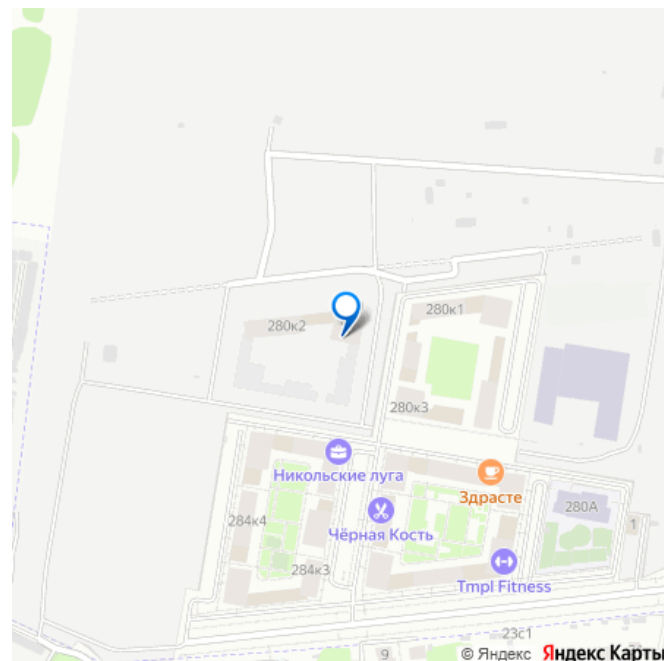 280к2
280к1
280к3
Никольские луга
Здрасте
284к4
Чёрная Кость
280А
1
284к3
Tmpl Fitness
23с1
9
© Яндекс Яндекс Карты